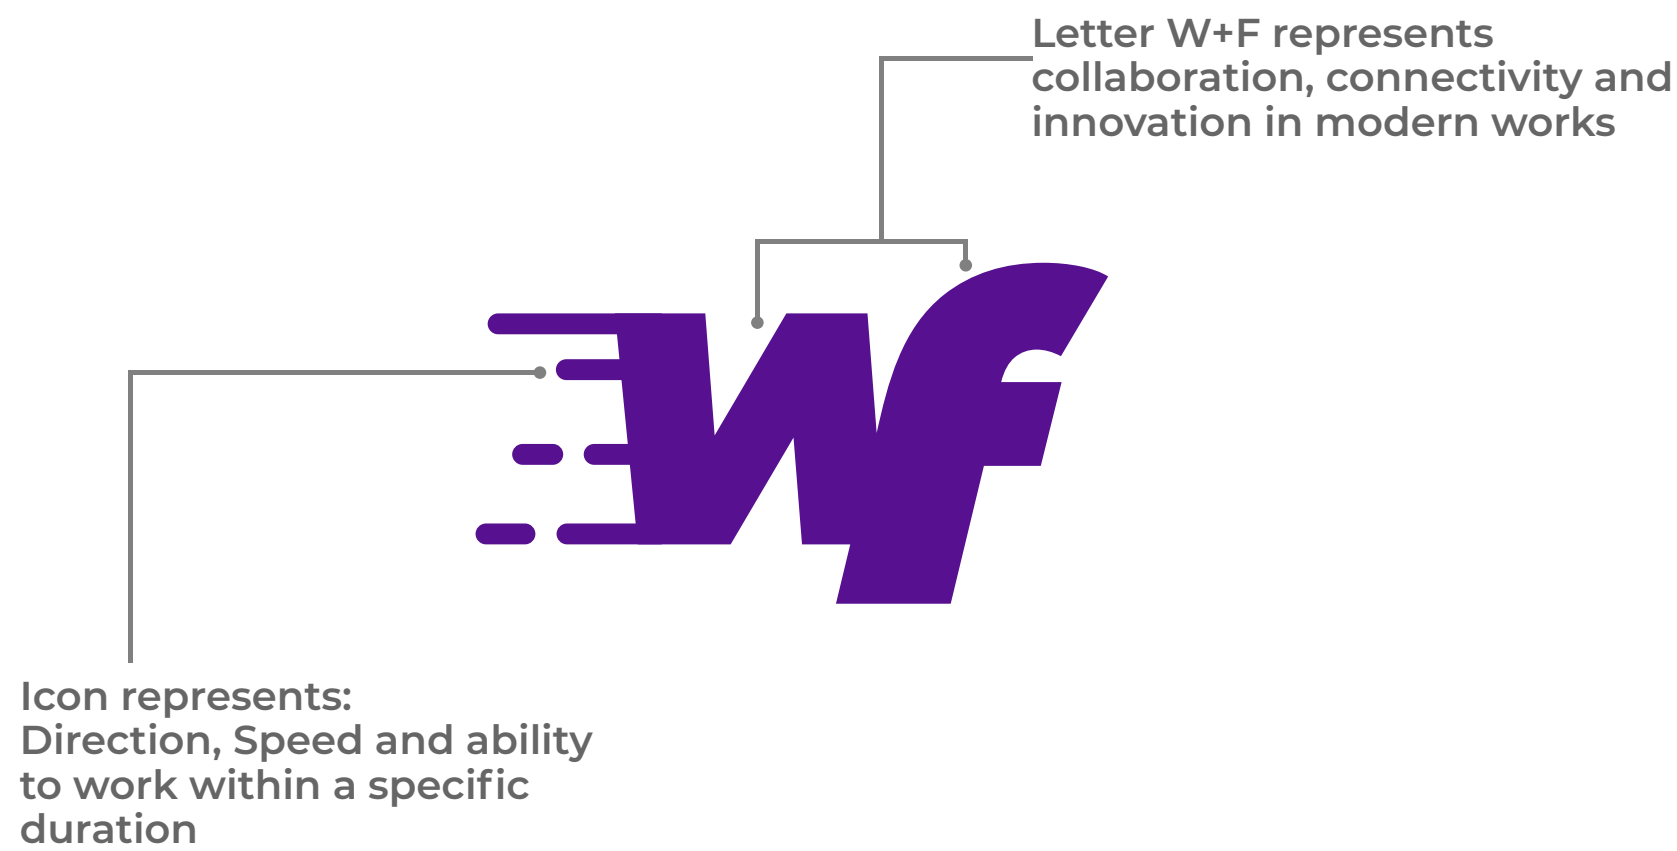 Letter W+F represents
collaboration, connectivity and
innovation in modern works
wf
Icon represents:
Direction, Speed and ability
to work within a specific
duration